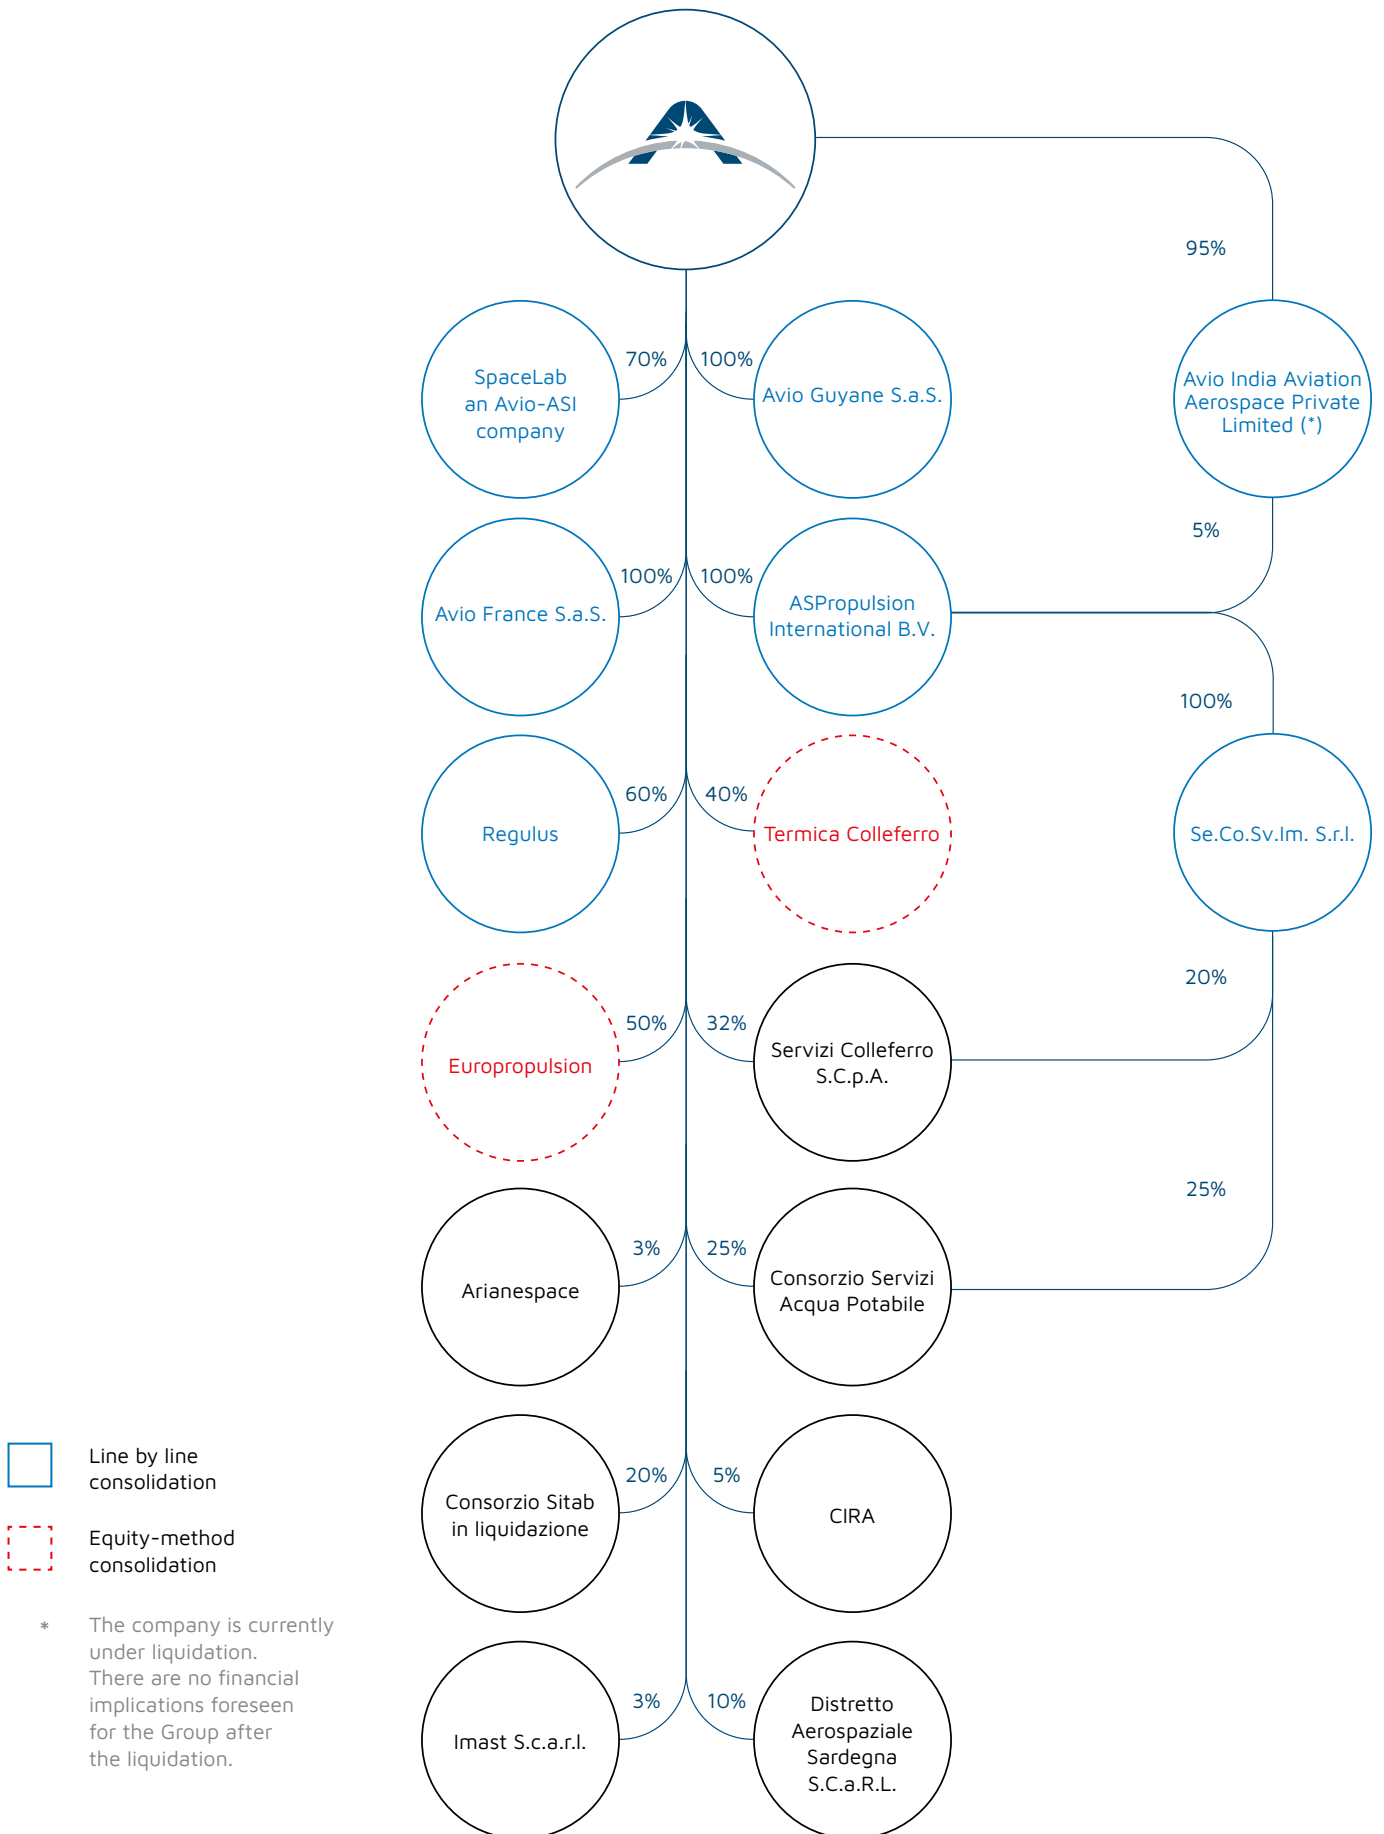 95%
SpaceLab
an Avio-ASI
company
70%
100%
Avio Guyane S.a.S.
Avio India Aviation
Aerospace Private
Limited (*)
5%
Avio France S.a.S.
100%
100%
ASPropulsion
International B.V.
100%
Regulus
60%
40%
Termica Colleferro
Se.Co.Sv.Im. S.r.l.
20%
Europropulsion
50%
32%
Servizi Colleferro
S.C.p.A.
25%
Arianespace
3%
25%
Consorzio Servizi
Acqua Potabile
Consorzio Sitab
in liquidazione
20%
5%
CIRA
Imast S.c.a.r.l.
3%
10%
Distretto
Aerospaziale
Sardegna
S.C.a.R.L.
Line by line
consolidation
Equity-method
consolidation
* The company is currently
under liquidation.
There are no financial
implications foreseen
for the Group after
the liquidation.